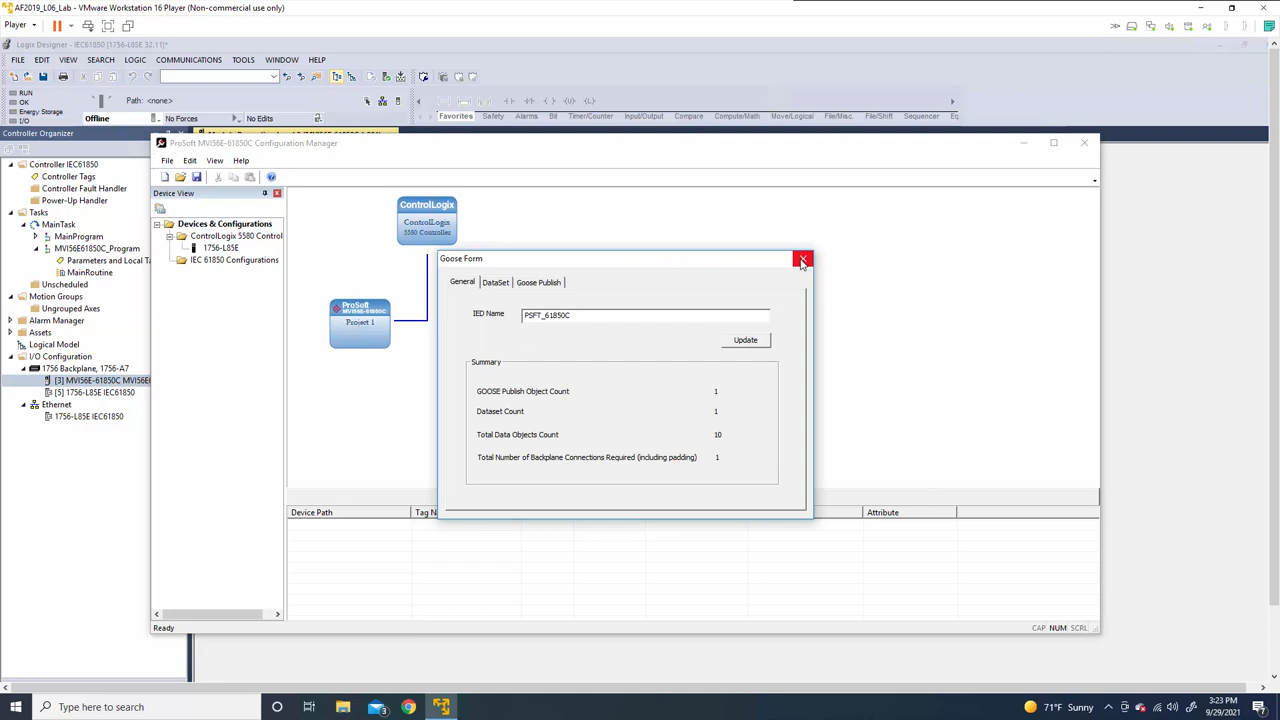 AF2019_L06_Lab - VMware Workstation 16 Player (Non-commercial use only)
Player
Logix Designer - IEC61850 [1756-L85E 32.11]*
FILE EDIT VIEW SEARCH LOGIC COMMUNICATIONS TOOLS WINDOW HELP
RUN
OK
Energy Storage
I/O
Path: <none>
Offline
No Forces
No Edits
Favorites Safety Alarms Bit Timer/Counter Input/Output Compare Compute/Math Move/Logical File/Misc. File/Shift Sequencer
Controller Organizer
Controller IEC61850
Controller Tags
Controller Fault Handler
Power-Up Handler
Tasks
MainTask
MainProgram
MVI56E61850C_Program
Parameters and Local T
MainRoutine
Unscheduled
Motion Groups
Ungrouped Axes
Alarm Manager
Assets
Logical Model
I/O Configuration
1756 Backplane, 1756-A7
[3] MVI56E-61850C MVI56E
[5] 1756-L85E IEC61850
Ethernet
1756-L85E IEC61850
ProSoft MVI56E-61850C Configuration Manager
File Edit View Help
Device View
Devices & Configurations
ControlLogix 5580 Control
1756-L85E
IEC 61850 Configurations
ControlLogix
ControlLogix
5580 Controller
ProSoft
MVI56E-61850C
Project 1
Goose Form
General DataSet Goose Publish
IED Name PSFT_61850C
Update
Summary
GOOSE Publish Object Count 1
Dataset Count 1
Total Data Objects Count 10
Total Number of Backplane Connections Required (including padding) 1
Device Path Tag N Attribute
Ready
CAP NUM SCRL
Type here to search
3
71°F Sunny
3:23 PM
9/29/2021
7